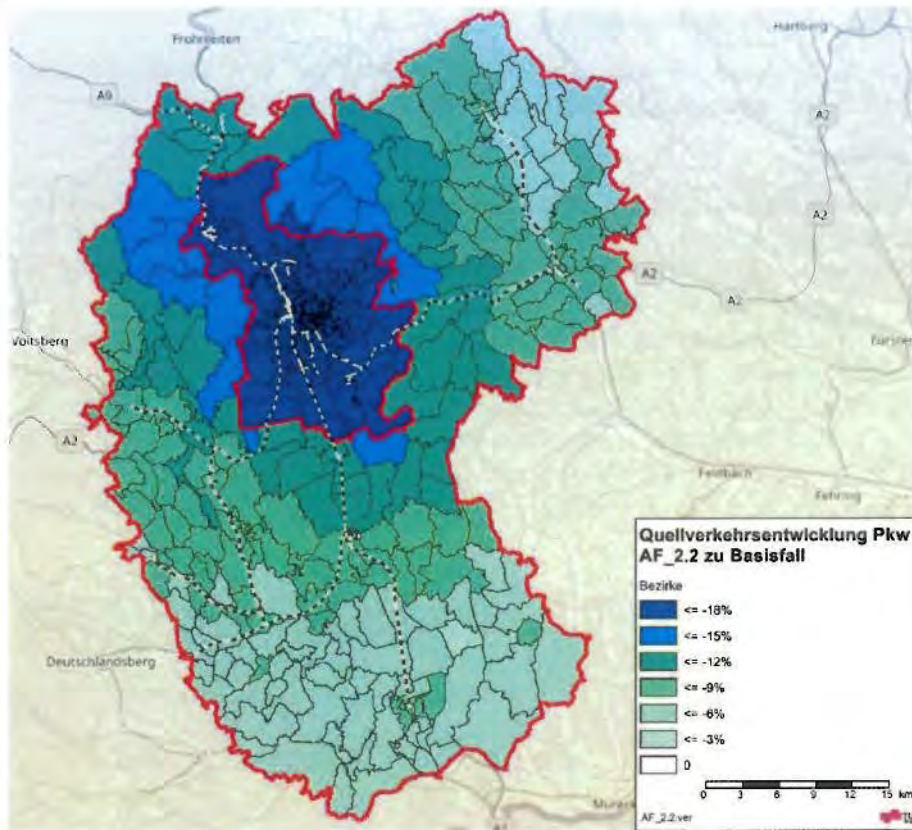 Frohnleiten
Hartberg
A9
A2
A2
A2
A2
Voitsberg
A2
Feldbach
Fehring
Deutschlandsberg
Quellverkehrsentwicklung Pkw
AF_2.2 zu Basisfall
Bezirke
<= -18%
<= -15%
<= -12%
<= -9%
<= -6%
<= -3%
0
0 3 6 9 12 15 km
AF_2.2.ver